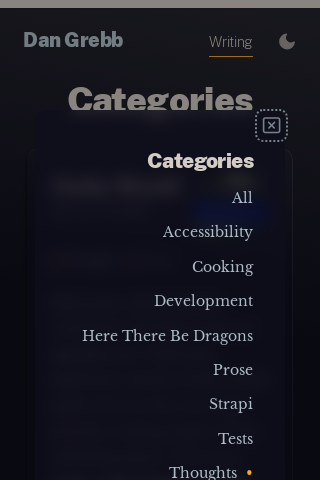 Dan Grebb
Writing
Categories
Categories
All
Accessibility
Cooking
Development
Here There Be Dragons
Prose
Strapi
Tests
Thoughts